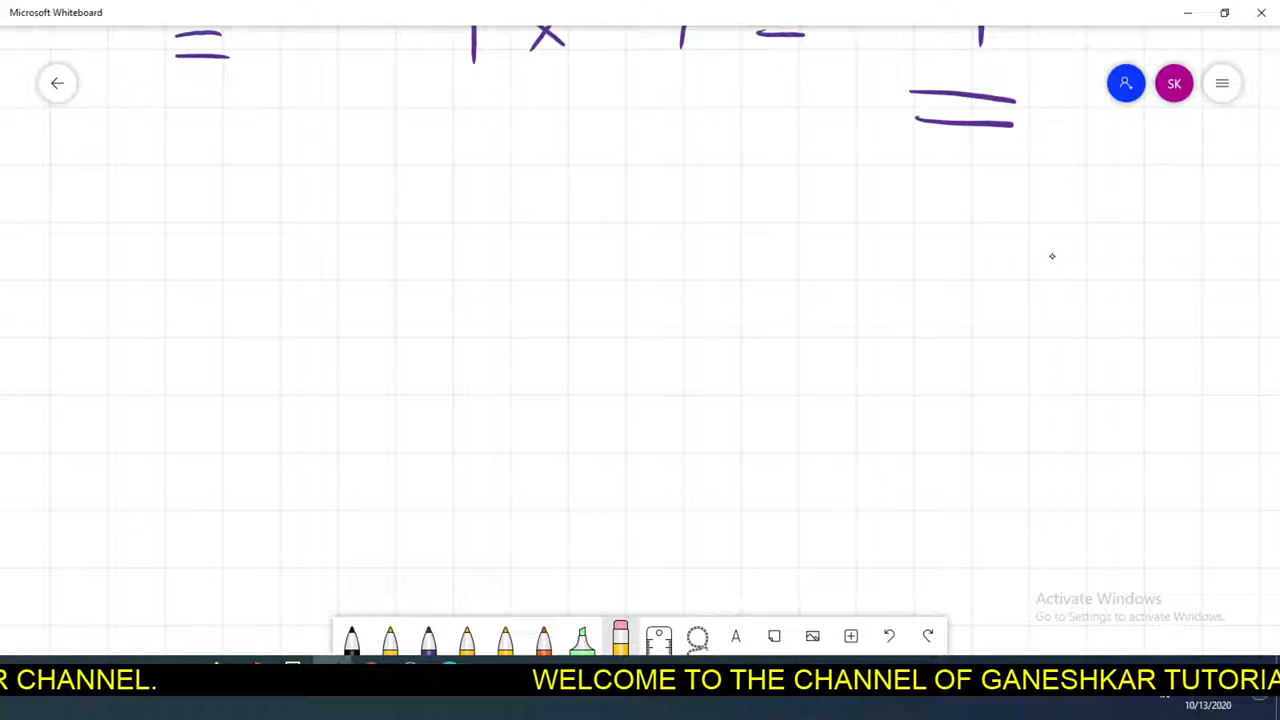 Microsoft Whiteboard
× =
SK
A
Activate Windows
Go to Settings to activate Windows.
R CHANNEL. WELCOME TO THE CHANNEL OF GANESHKAR TUTORIA
10/13/2020